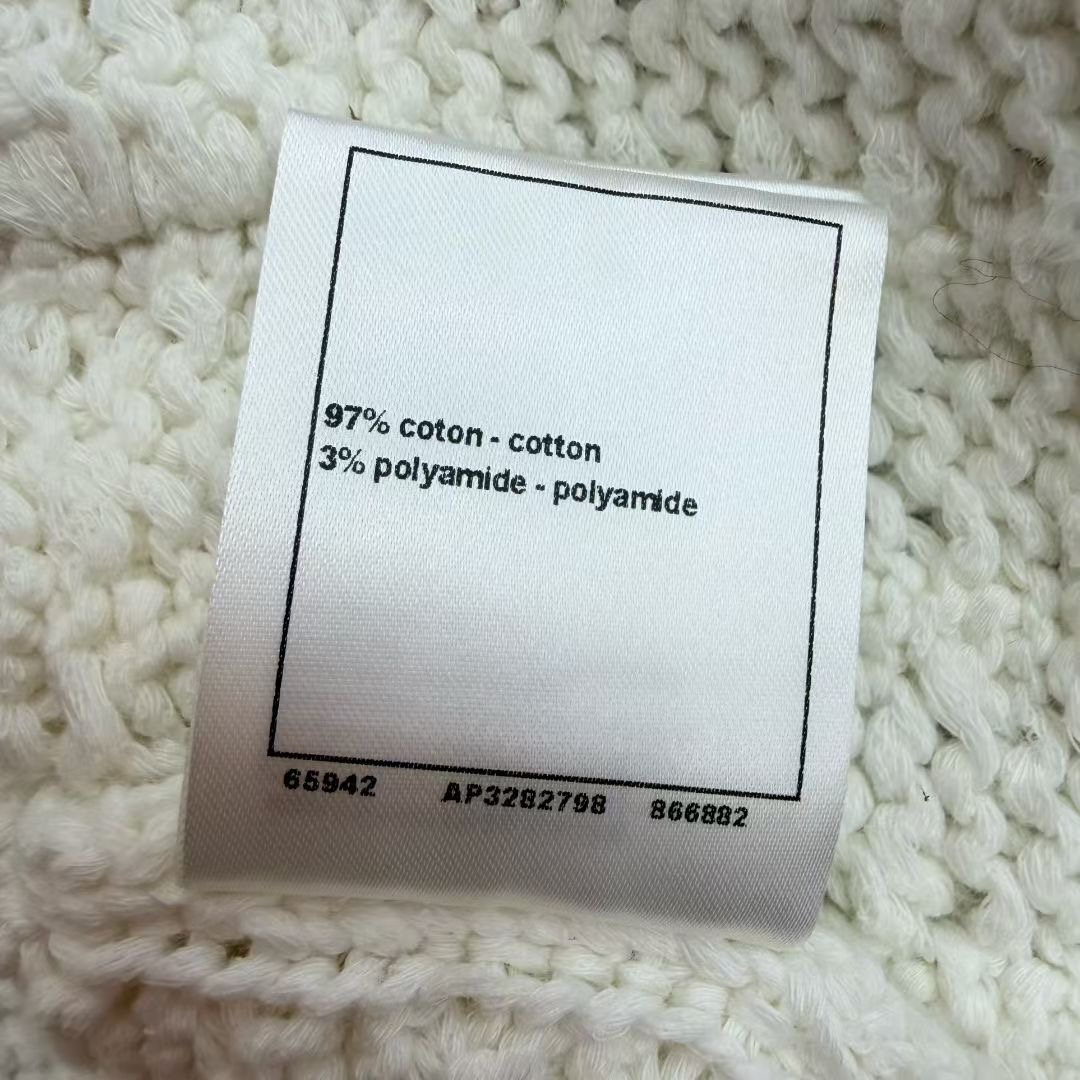 97% coton - cotton
3% polyamide - polyamide
65942 AP3282798 866882